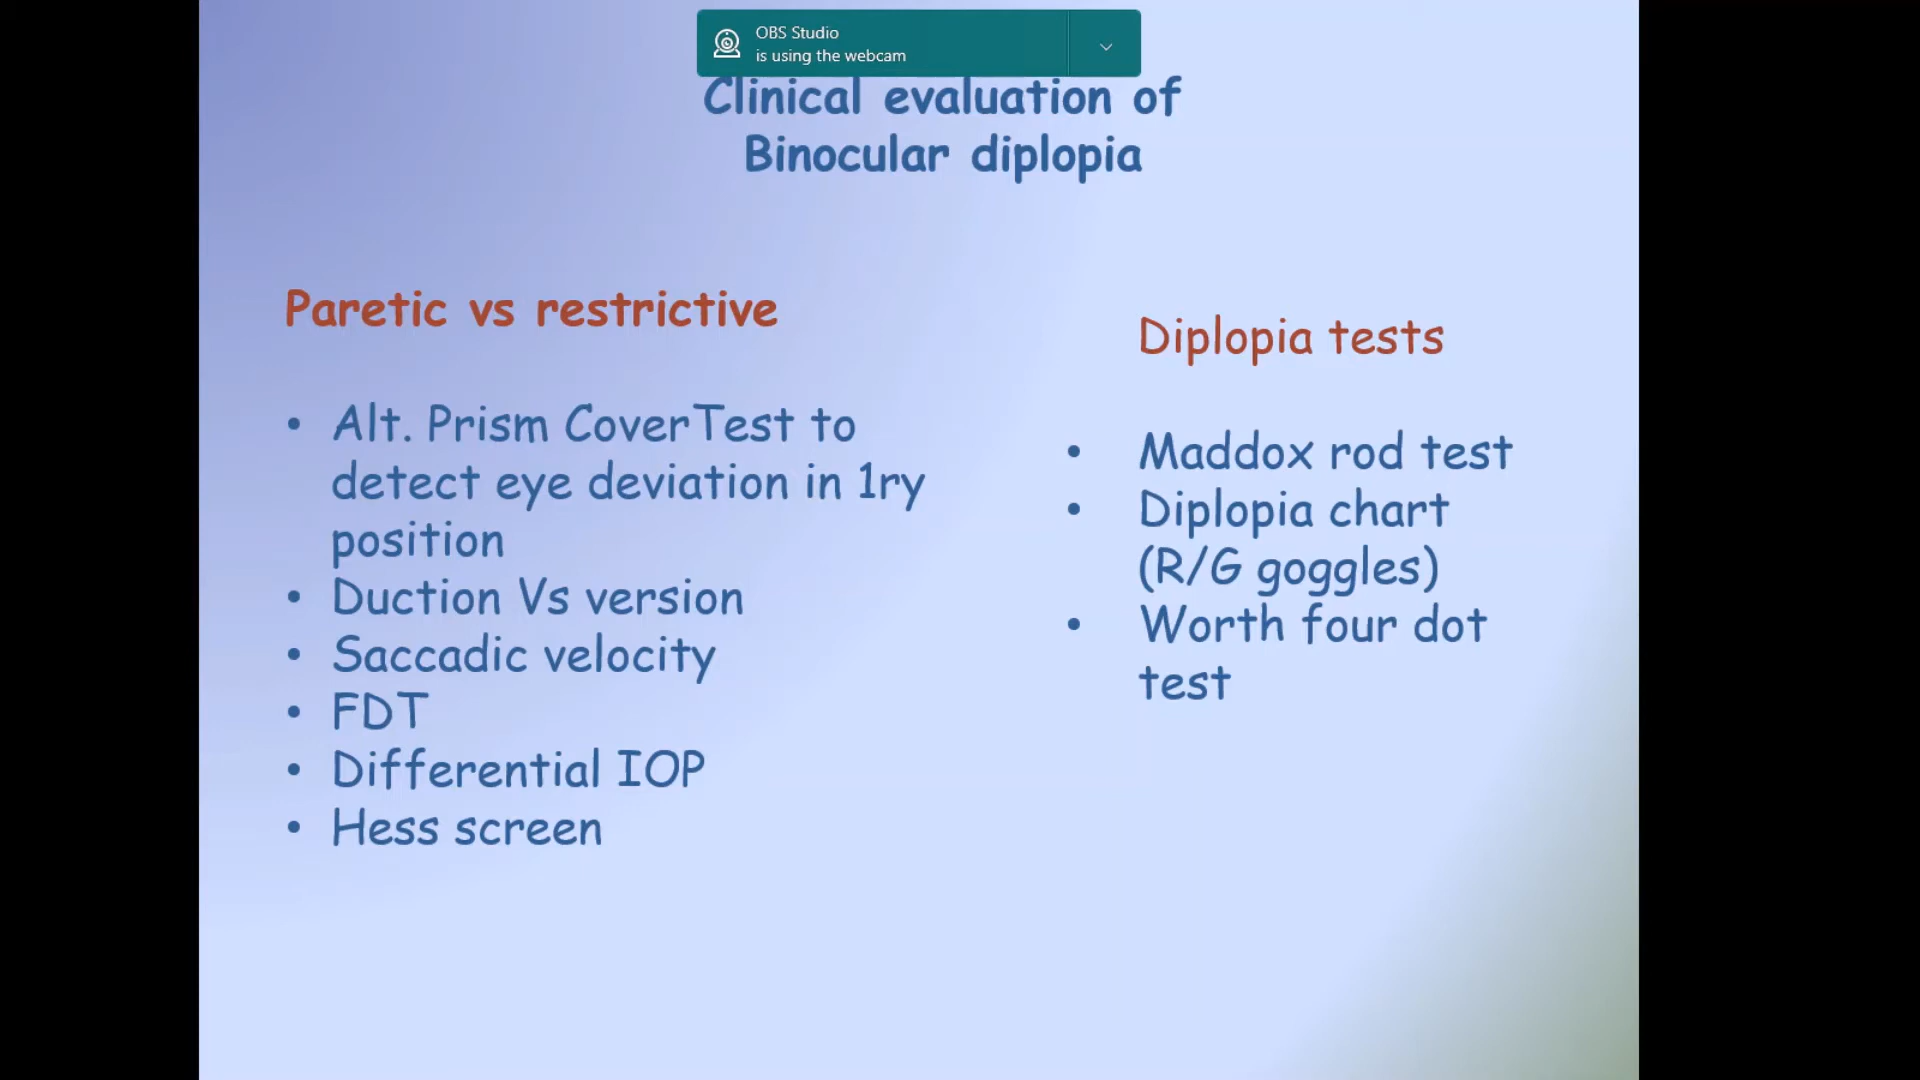 OBS Studio
is using the webcam
Clinical evaluation of
Binocular diplopia
Paretic vs restrictive
• Alt. Prism CoverTest to
detect eye deviation in 1ry
position
• Duction Vs version
• Saccadic velocity
• FDT
• Differential IOP
• Hess screen
Diplopia tests
• Maddox rod test
• Diplopia chart
(R/G goggles)
• Worth four dot
test